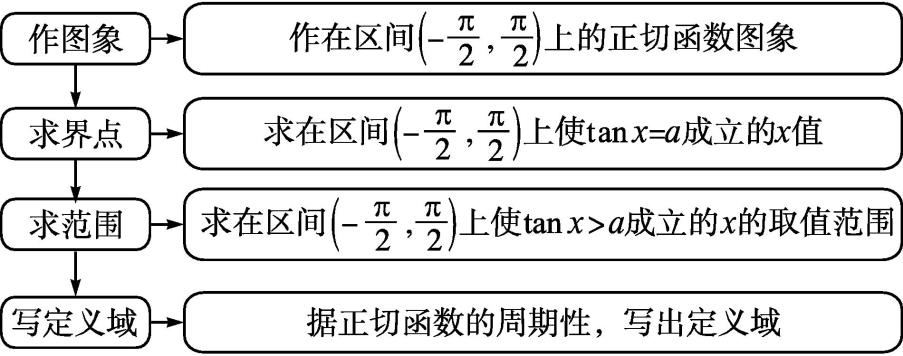 作图象 作在区间(-π/2,π/2)上的正切函数图象
求界点 求在区间(-π/2,π/2)上使tan x=a成立的x值
求范围 求在区间(-π/2,π/2)上使tan x>a成立的x的取值范围
写定义域 据正切函数的周期性，写出定义域